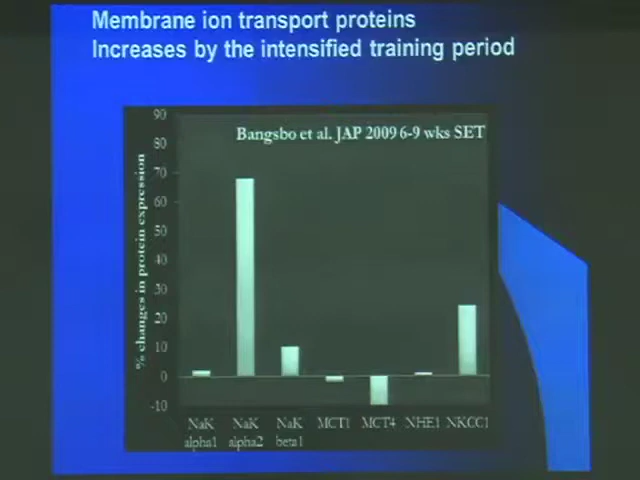 Membrane ion transport proteins
Increases by the intensified training period
Bangsbo et al. JAP 2009 6-9 wks SET
% changes in protein expression
90
80
70
60
50
40
30
20
10
0
-10
NaK alpha1
NaK alpha2
NaK beta1
MCT1
MCT4
NHE1
NKCC1